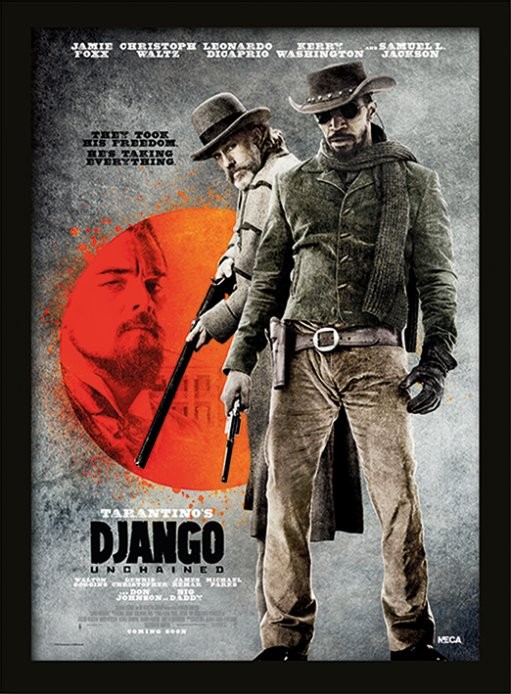 JAMIE FOXX CHRISTOPH WALTZ LEONARDO DICAPRIO KERRY WASHINGTON AND SAMUEL L. JACKSON
THEY TOOK
HIS FREEDOM.
HE'S TAKING
EVERYTHING.
TARANTINO'S
DJANGO
UNCHAINED
WALTON GOGGINS DENNIS CHRISTOPHER JAMES REMAR MICHAEL PARKS
AND DON JOHNSON AS BIG DADDY
COMING SOON
NECA